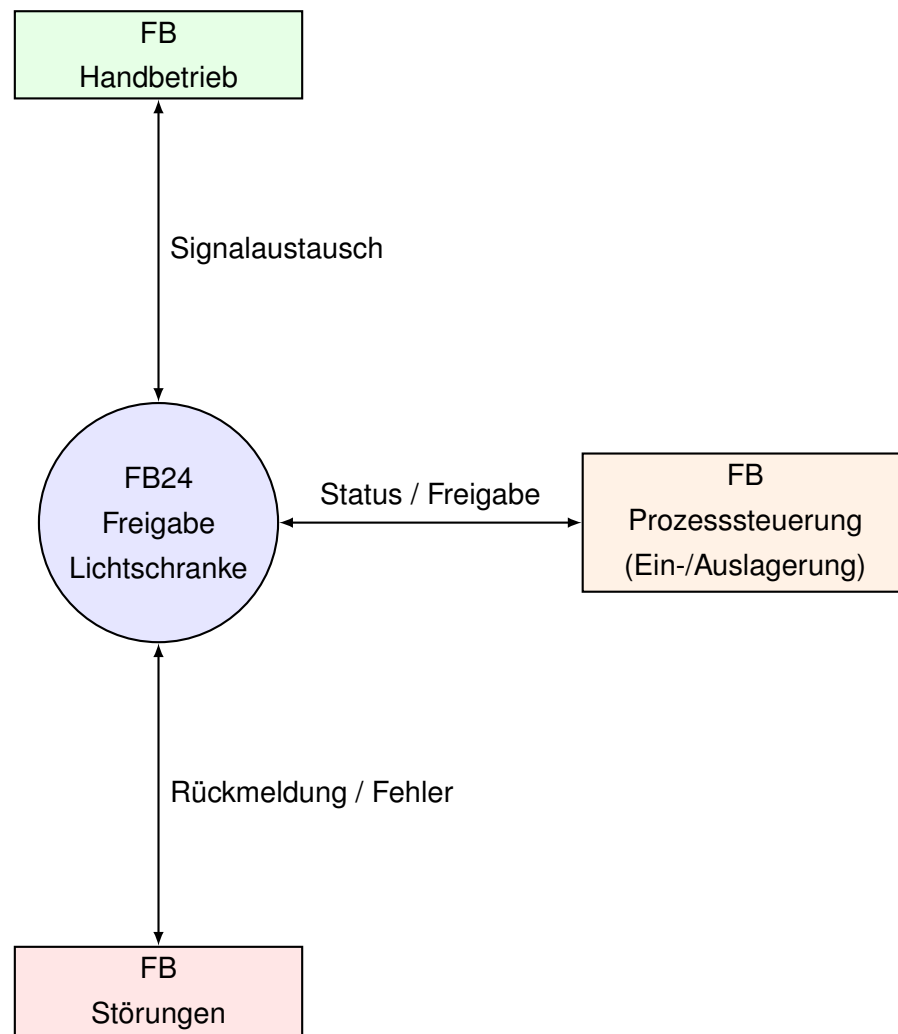 FB
Handbetrieb
Signalaustausch
FB24
Freigabe
Lichtschranke
Status / Freigabe
FB
Prozesssteuerung
(Ein-/Auslagerung)
Rückmeldung / Fehler
FB
Störungen